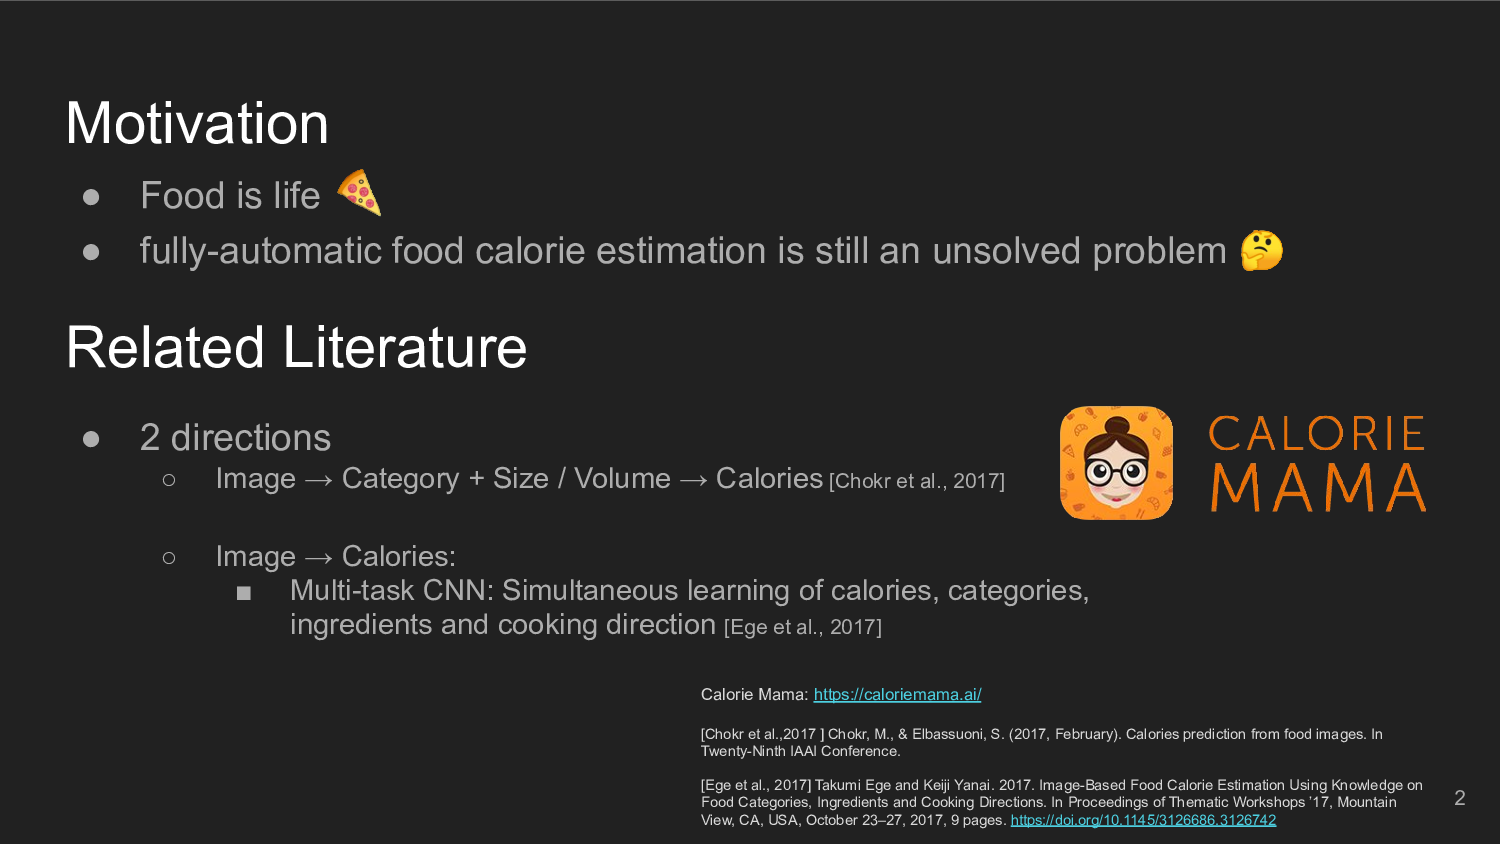 Motivation
● Food is life 🍕
● fully-automatic food calorie estimation is still an unsolved problem 🤔
Related Literature
● 2 directions
○ Image → Category + Size / Volume → Calories [Chokr et al., 2017]
CALORIE
MAMA
○ Image → Calories:
■ Multi-task CNN: Simultaneous learning of calories, categories,
ingredients and cooking direction [Ege et al., 2017]
Calorie Mama: https://caloriemama.ai/
[Chokr et al.,2017 ] Chokr, M., & Elbassuoni, S. (2017, February). Calories prediction from food images. In
Twenty-Ninth IAAI Conference.
[Ege et al., 2017] Takumi Ege and Keiji Yanai. 2017. Image-Based Food Calorie Estimation Using Knowledge on
Food Categories, Ingredients and Cooking Directions. In Proceedings of Thematic Workshops ’17, Mountain
View, CA, USA, October 23–27, 2017, 9 pages. https://doi.org/10.1145/3126686.3126742
2